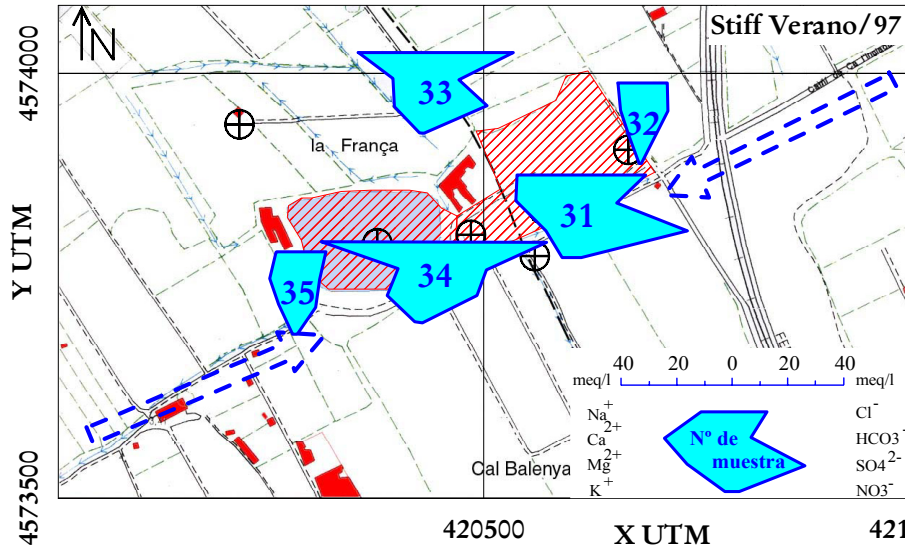 Stiff Verano/97
N
4574000
33
32
la França
31
34
35
Y UTM
40 20 0 20 40
meq/l meq/l
Na+ Cl-
Ca2+ HCO3-
Nº de
muestra
Mg2+ SO42-
K+ NO3-
Cal Balenya
4573500
420500 X UTM 421